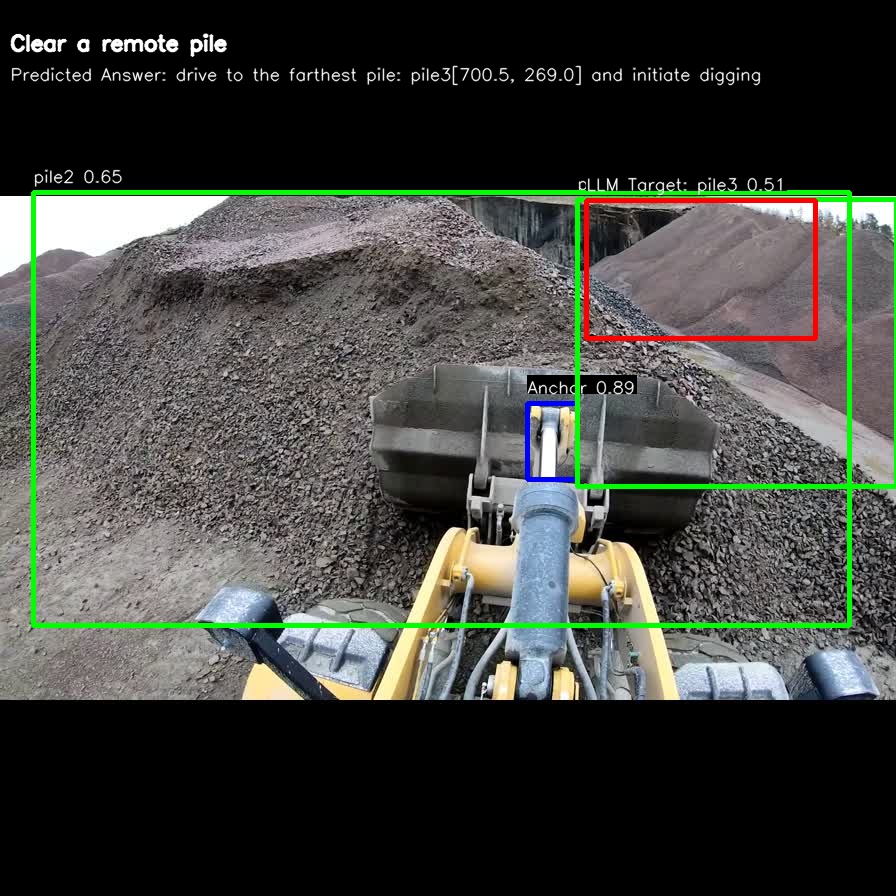 Clear a remote pile
Predicted Answer: drive to the farthest pile: pile3[700.5, 269.0] and initiate digging
pile2 0.65
LLM Target: pile3 0.51
Anchor 0.89